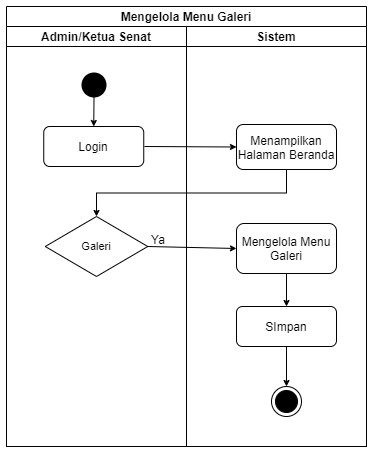 Mengelola Menu Galeri
Admin/Ketua Senat
Sistem
Login
Menampilkan
Halaman Beranda
Galeri
Ya
Mengelola Menu
Galeri
SImpan